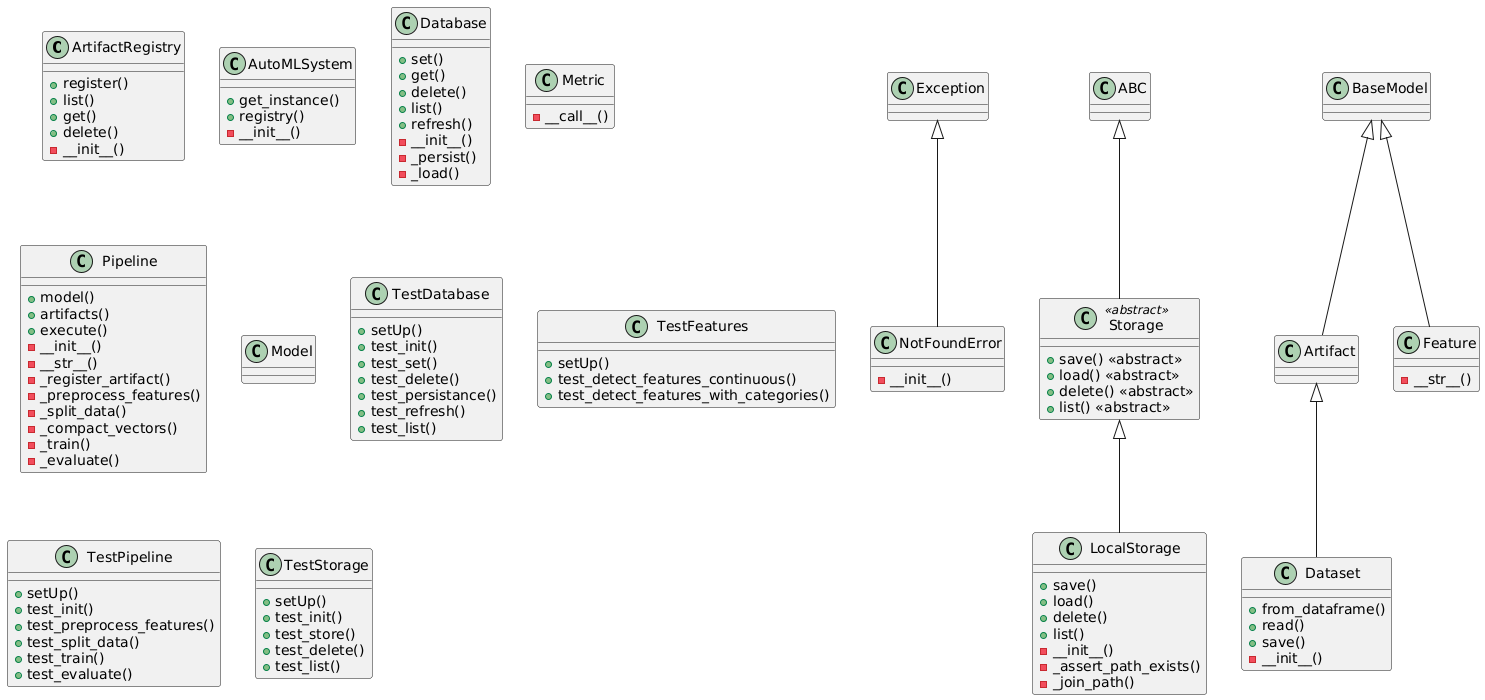 C ArtifactRegistry
register()
list()
get()
delete()
__init__()
C AutoMLSystem
get_instance()
registry()
__init__()
C Database
set()
get()
delete()
list()
refresh()
__init__()
_persist()
_load()
C Metric
__call__()
C Exception
C ABC
C BaseModel
C Pipeline
model()
artifacts()
execute()
__init__()
__str__()
_register_artifact()
_preprocess_features()
_split_data()
_compact_vectors()
_train()
_evaluate()
C Model
C TestDatabase
setUp()
test_init()
test_set()
test_delete()
test_persistance()
test_refresh()
test_list()
C TestFeatures
setUp()
test_detect_features_continuous()
test_detect_features_with_categories()
C NotFoundError
__init__()
«abstract»
C Storage
save() «abstract»
load() «abstract»
delete() «abstract»
list() «abstract»
C Artifact
C Feature
__str__()
C TestPipeline
setUp()
test_init()
test_preprocess_features()
test_split_data()
test_train()
test_evaluate()
C TestStorage
setUp()
test_init()
test_store()
test_delete()
test_list()
C LocalStorage
save()
load()
delete()
list()
__init__()
_assert_path_exists()
_join_path()
C Dataset
from_dataframe()
read()
save()
__init__()